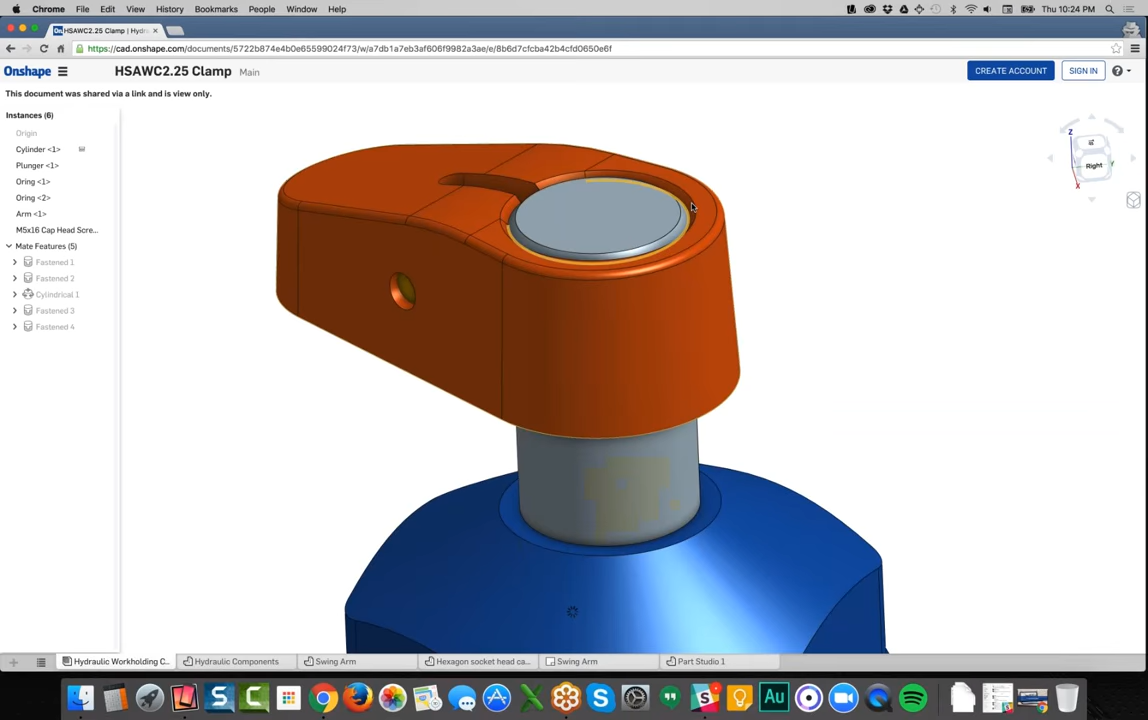 Chrome File Edit View History Bookmarks People Window Help Thu 10:24 PM
HSAWC2.25 Clamp | Hydr
https://cad.onshape.com/documents/5722b874e4b0e65599024f73/w/a7db1a7eb3af606f9982a3ae/e/8b6d7cfcba42b4cfd0650e6f
Onshape HSAWC2.25 Clamp Main CREATE ACCOUNT SIGN IN
This document was shared via a link and is view only.
Instances (6)
Origin
Cylinder <1>
Plunger <1>
Oring <1>
Oring <2>
Arm <1>
M5x16 Cap Head Scre...
Mate Features (5)
Fastened 1
Fastened 2
Cylindrical 1
Fastened 3
Fastened 4
Z
Right
X
Hydraulic Workholding C... Hydraulic Components Swing Arm Hexagon socket head ca... Swing Arm Part Studio 1